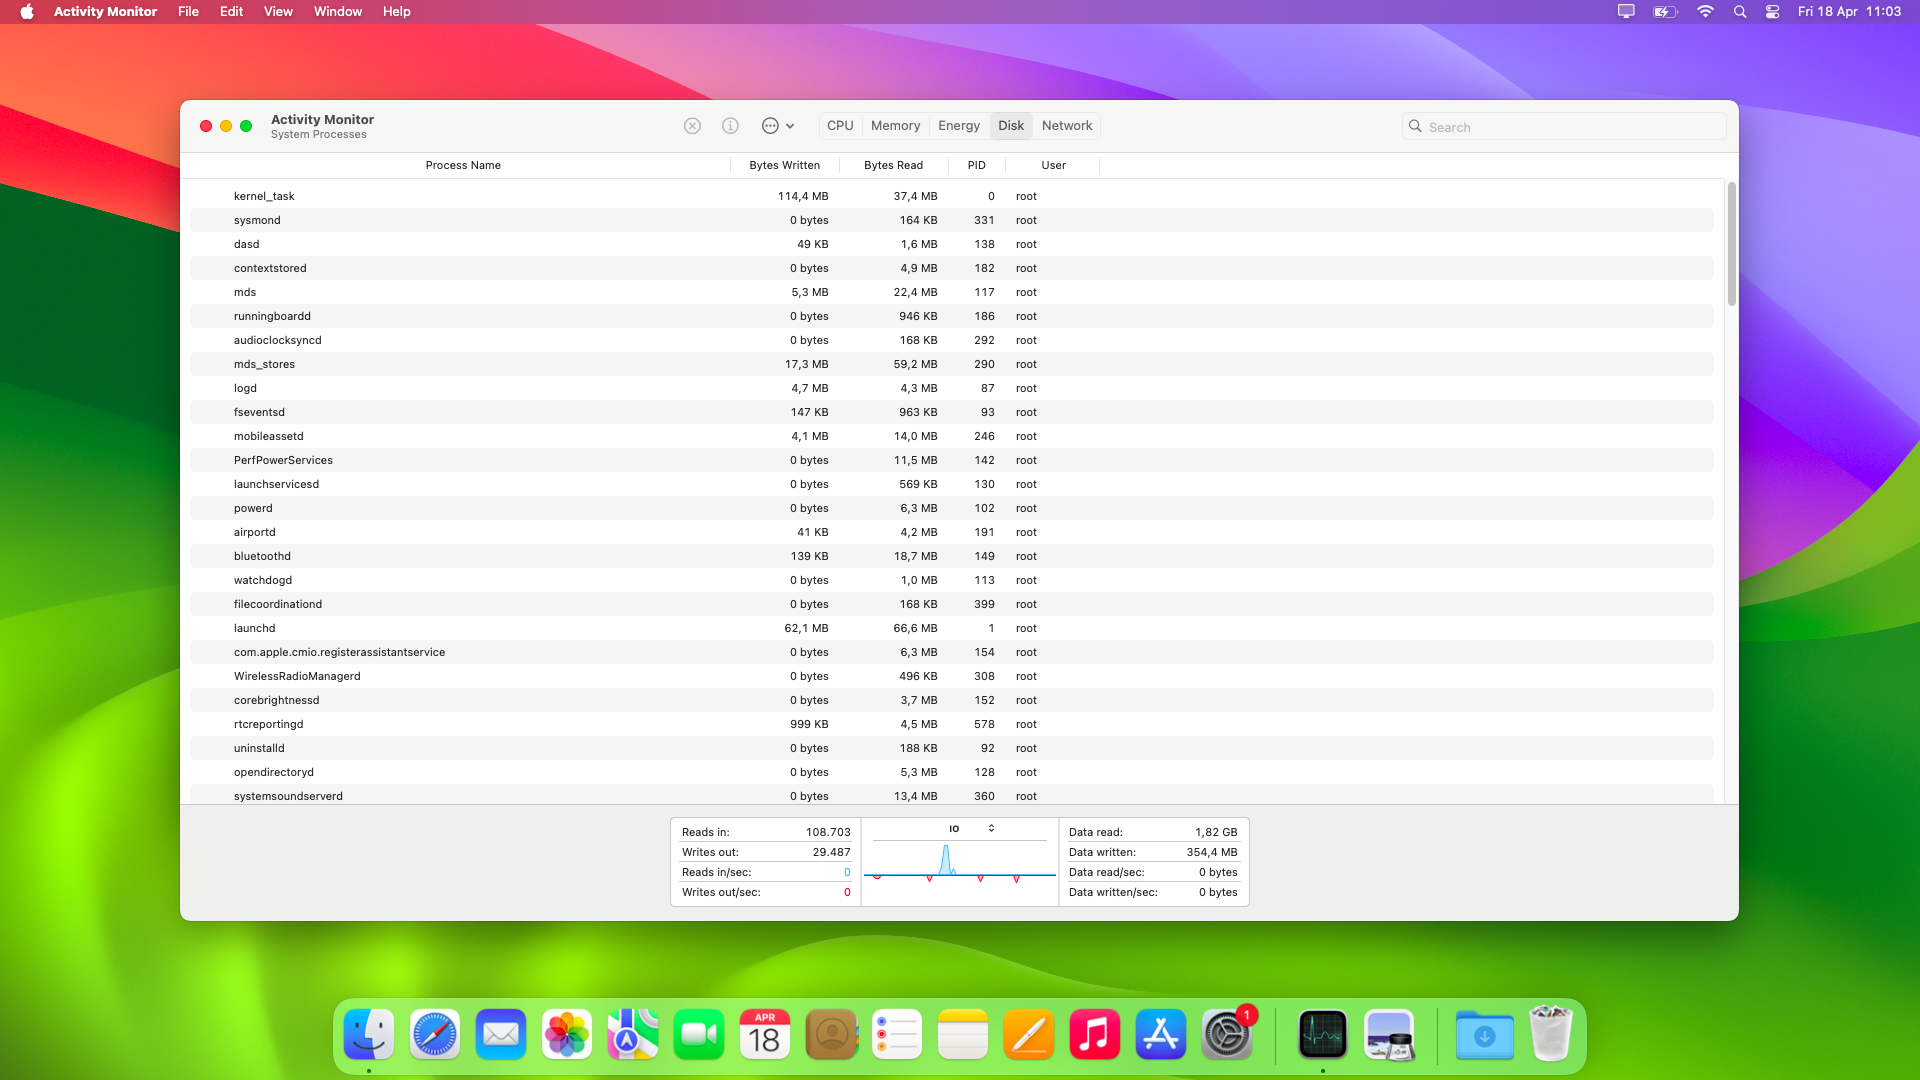 Activity Monitor File Edit View Window Help Fri 18 Apr 11:03
Activity Monitor
System Processes
CPU Memory Energy Disk Network
Search
Process Name Bytes Written Bytes Read PID User
kernel_task 114,4 MB 37,4 MB 0 root
sysmond 0 bytes 164 KB 331 root
dasd 49 KB 1,6 MB 138 root
contextstored 0 bytes 4,9 MB 182 root
mds 5,3 MB 22,4 MB 117 root
runningboardd 0 bytes 946 KB 186 root
audioclocksyncd 0 bytes 168 KB 292 root
mds_stores 17,3 MB 59,2 MB 290 root
logd 4,7 MB 4,3 MB 87 root
fseventsd 147 KB 963 KB 93 root
mobileassetd 4,1 MB 14,0 MB 246 root
PerfPowerServices 0 bytes 11,5 MB 142 root
launchservicesd 0 bytes 569 KB 130 root
powerd 0 bytes 6,3 MB 102 root
airportd 41 KB 4,2 MB 191 root
bluetoothd 139 KB 18,7 MB 149 root
watchdogd 0 bytes 1,0 MB 113 root
filecoordinationd 0 bytes 168 KB 399 root
launchd 62,1 MB 66,6 MB 1 root
com.apple.cmio.registerassistantservice 0 bytes 6,3 MB 154 root
WirelessRadioManagerd 0 bytes 496 KB 308 root
corebrightnessd 0 bytes 3,7 MB 152 root
rtcreportingd 999 KB 4,5 MB 578 root
uninstalld 0 bytes 188 KB 92 root
opendirectoryd 0 bytes 5,3 MB 128 root
systemsoundserverd 0 bytes 13,4 MB 360 root
Reads in: 108.703 IO Data read: 1,82 GB
Writes out: 29.487 Data written: 354,4 MB
Reads in/sec: 0 Data read/sec: 0 bytes
Writes out/sec: 0 Data written/sec: 0 bytes
APR
18
1